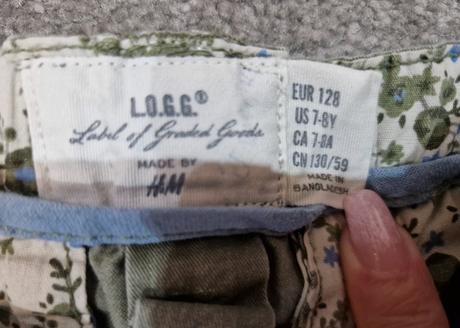 L.O.G.G.®
Label of Graded Goods
MADE BY
H&M
EUR 128
US 7-8Y
CA 7-8A
CN 130/59
MADE IN
BANGLADESH